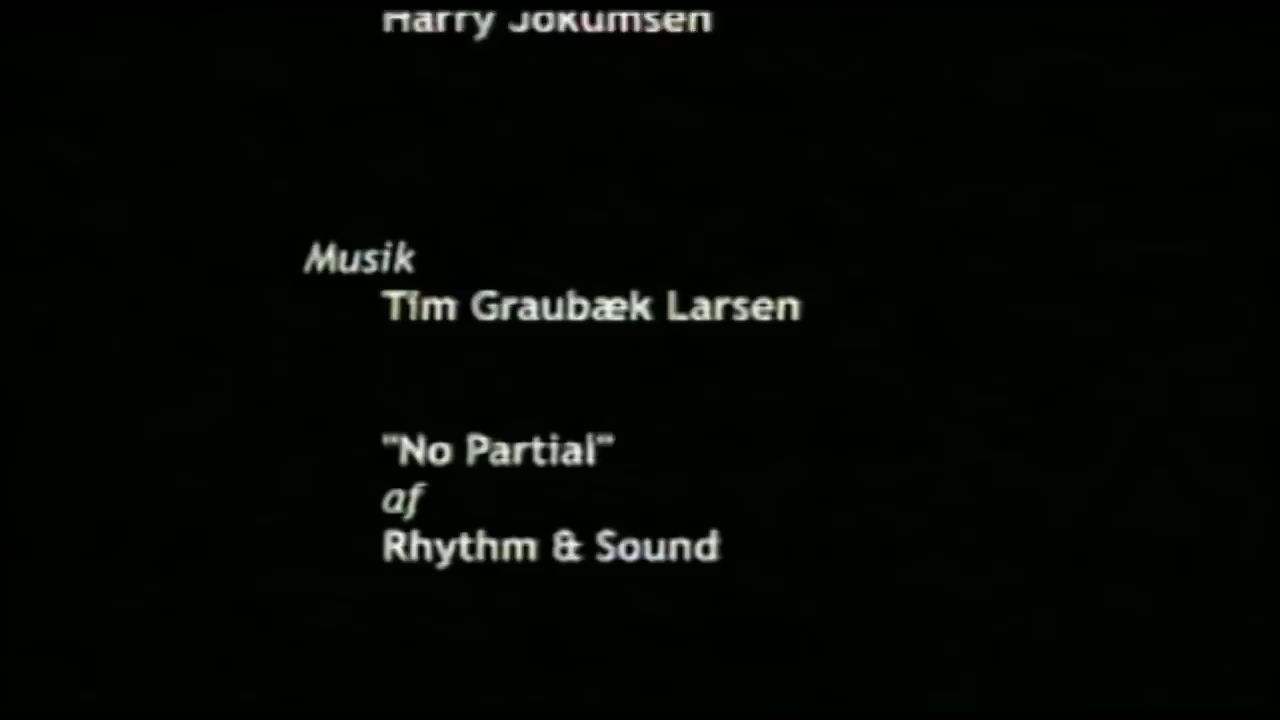 Harry Jokumsen
Musik
Tim Graubæk Larsen
"No Partial"
af
Rhythm & Sound